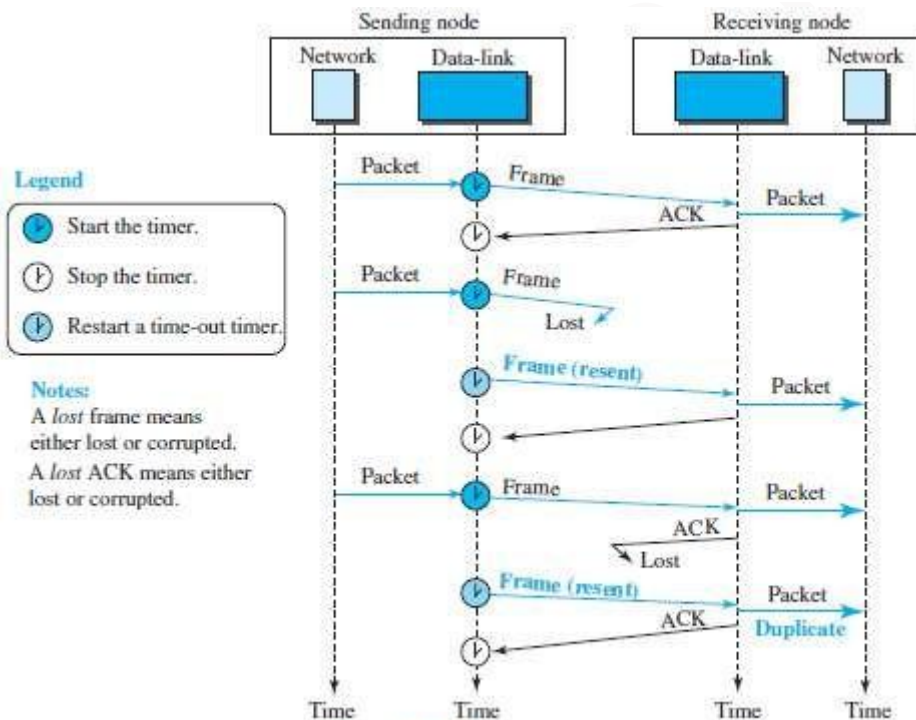 Sending node
Receiving node
Network
Data-link
Data-link
Network
Packet
Frame
Packet
ACK
Legend
Start the timer.
Stop the timer.
Restart a time-out timer.
Packet
Frame
Lost
Frame (resent)
Packet
Notes:
A lost frame means
either lost or corrupted.
A lost ACK means either
lost or corrupted.
Packet
Frame
Packet
ACK
Lost
Frame (resent)
Packet
ACK
Duplicate
Time
Time
Time
Time